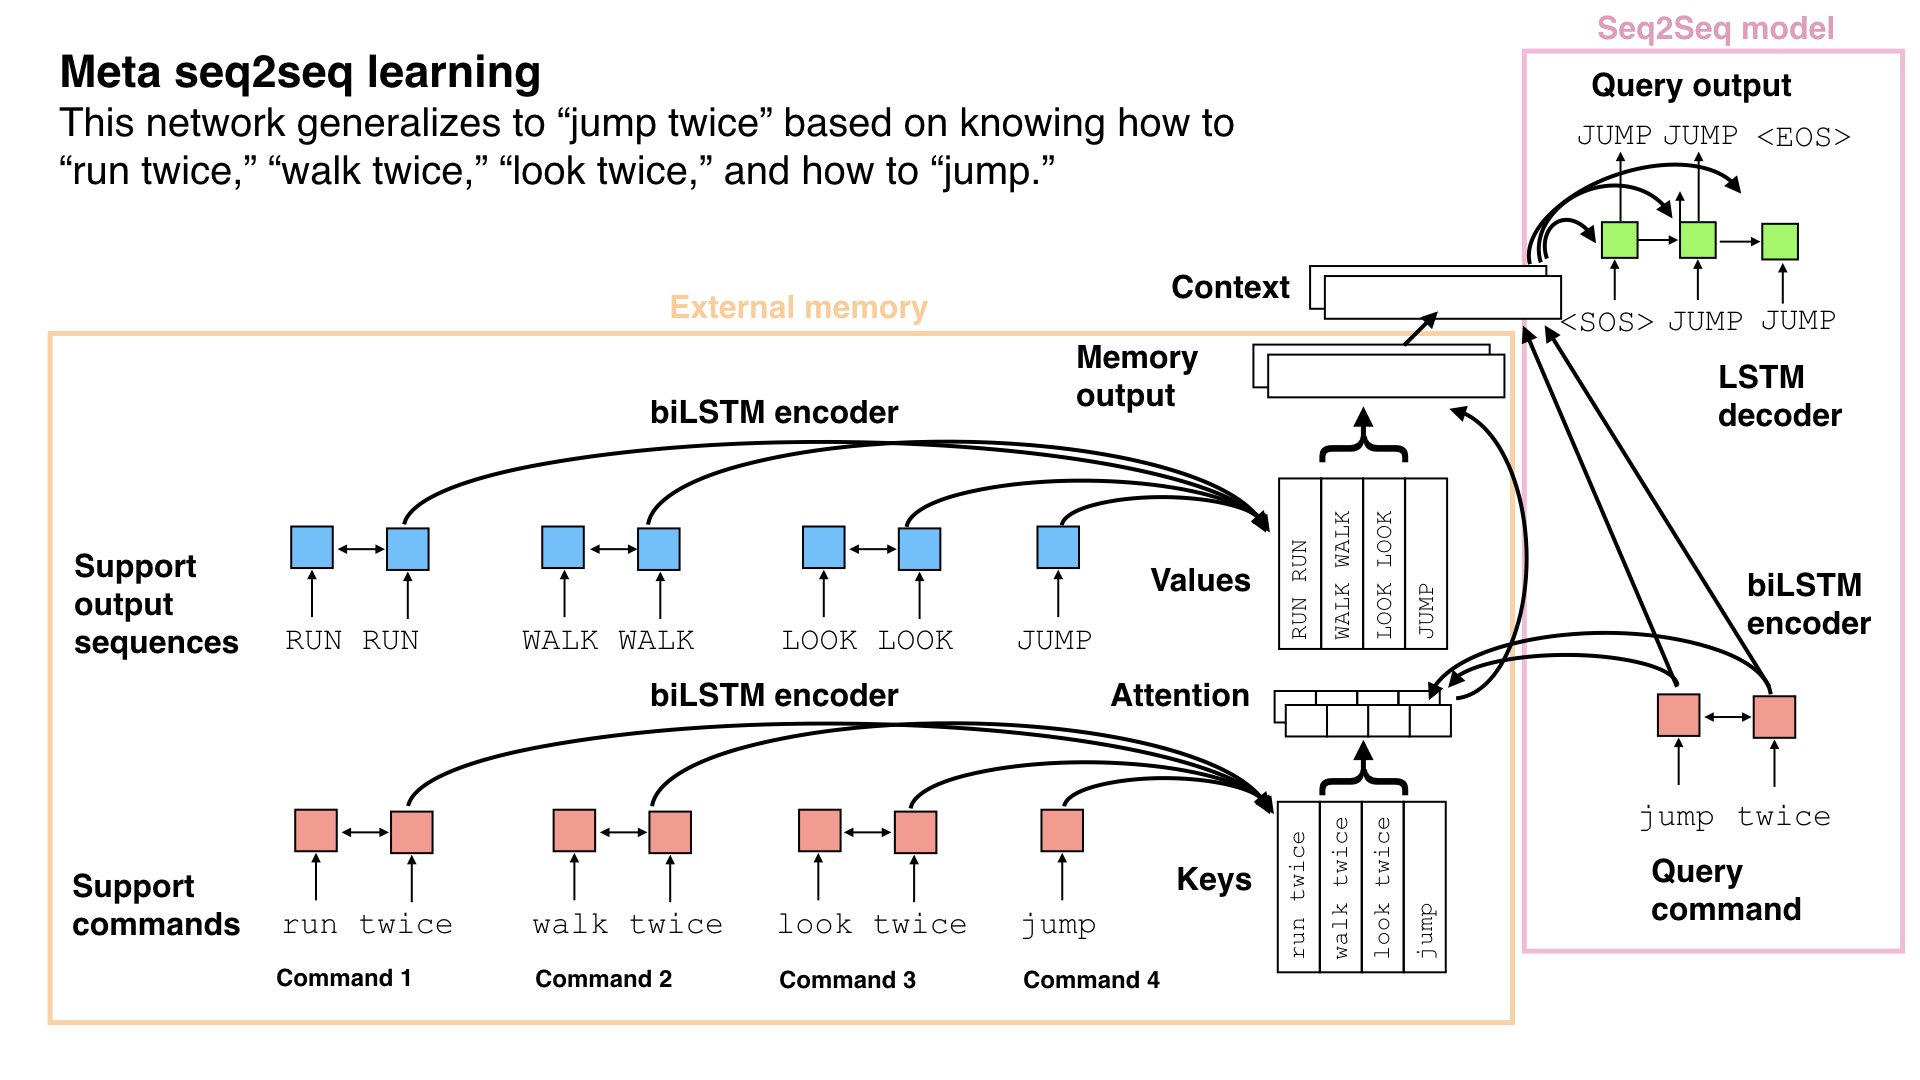 Seq2Seq model
Meta seq2seq learning
This network generalizes to “jump twice” based on knowing how to
“run twice,” “walk twice,” “look twice,” and how to “jump.”
Query output
JUMP JUMP <EOS>
Context
<SOS> JUMP JUMP
LSTM
decoder
External memory
Memory
output
biLSTM encoder
Support
output
sequences
RUN RUN
WALK WALK
LOOK LOOK
JUMP
Values
RUN RUN
WALK WALK
LOOK LOOK
JUMP
biLSTM
encoder
biLSTM encoder
Attention
Support
commands
run twice
walk twice
look twice
jump
Keys
run twice
walk twice
look twice
jump
jump twice
Query
command
Command 1
Command 2
Command 3
Command 4